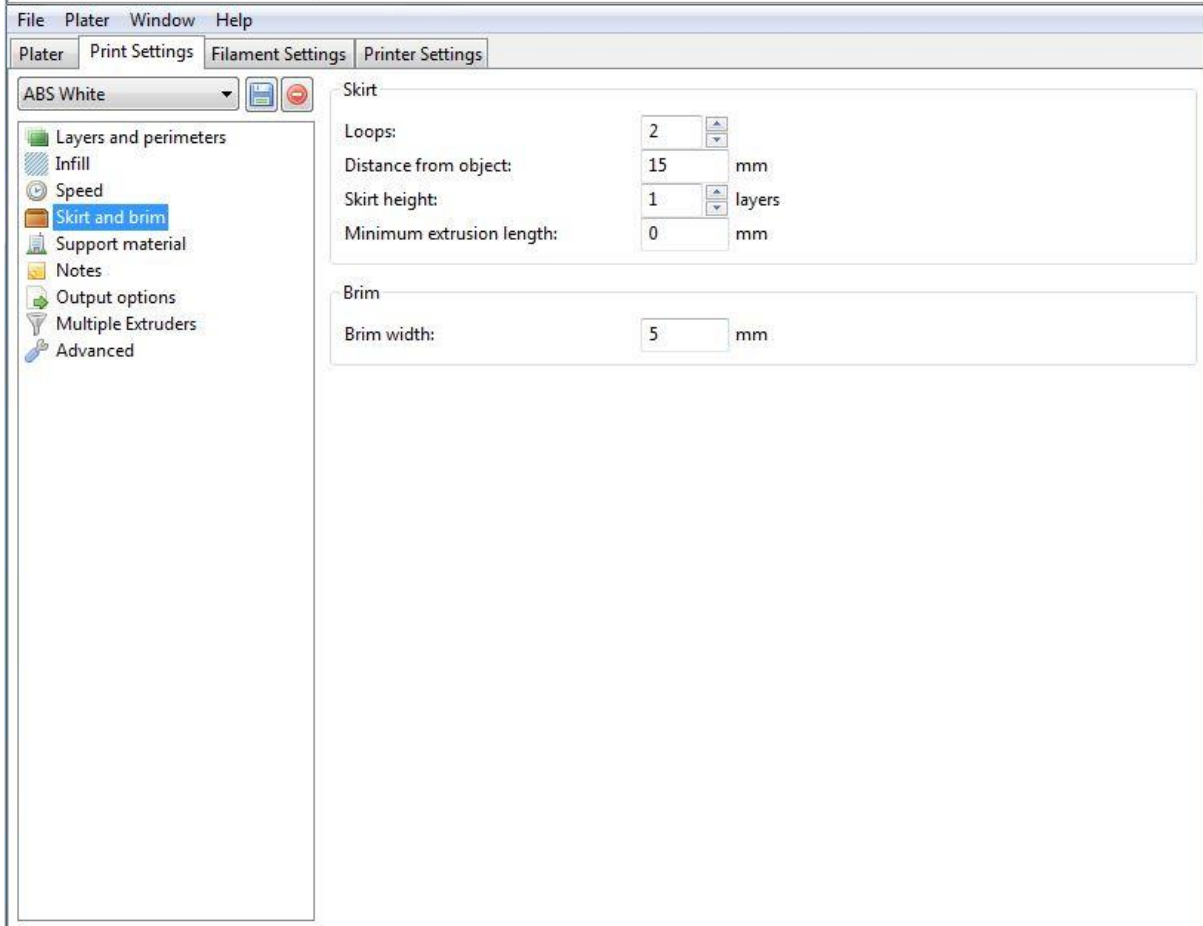 File Plater Window Help
Plater Print Settings Filament Settings Printer Settings
ABS White
Layers and perimeters
Infill
Speed
Skirt and brim
Support material
Notes
Output options
Multiple Extruders
Advanced
Skirt
Loops: 2
Distance from object: 15 mm
Skirt height: 1 layers
Minimum extrusion length: 0 mm
Brim
Brim width: 5 mm